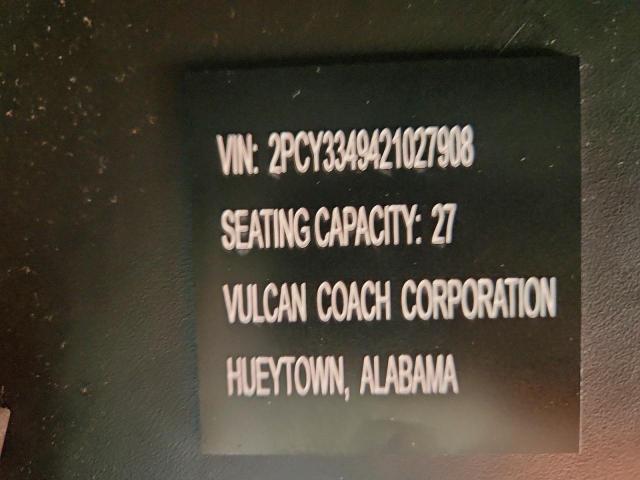 VIN: 2PCY3349421027908
SEATING CAPACITY: 27
VULCAN COACH CORPORATION
HUEYTOWN, ALABAMA